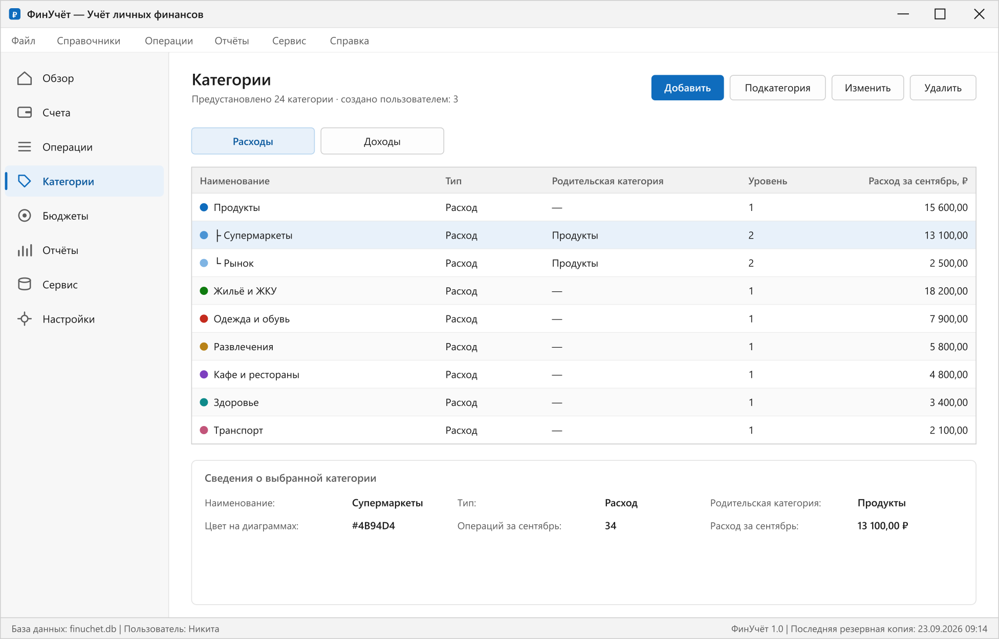 ₽ ФинУчёт — Учёт личных финансов
Файл Справочники Операции Отчёты Сервис Справка
Обзор
Счета
Операции
Категории
Бюджеты
Отчёты
Сервис
Настройки
Категории
Предустановлено 24 категории · создано пользователем: 3
Добавить Подкатегория Изменить Удалить
Расходы Доходы
Наименование Тип Родительская категория Уровень Расход за сентябрь, ₽
Продукты Расход — 1 15 600,00
├ Супермаркеты Расход Продукты 2 13 100,00
└ Рынок Расход Продукты 2 2 500,00
Жильё и ЖКУ Расход — 1 18 200,00
Одежда и обувь Расход — 1 7 900,00
Развлечения Расход — 1 5 800,00
Кафе и рестораны Расход — 1 4 800,00
Здоровье Расход — 1 3 400,00
Транспорт Расход — 1 2 100,00
Сведения о выбранной категории
Наименование: Супермаркеты Тип: Расход Родительская категория: Продукты
Цвет на диаграммах: #4B94D4 Операций за сентябрь: 34 Расход за сентябрь: 13 100,00 ₽
База данных: finuchet.db | Пользователь: Никита
ФинУчёт 1.0 | Последняя резервная копия: 23.09.2026 09:14